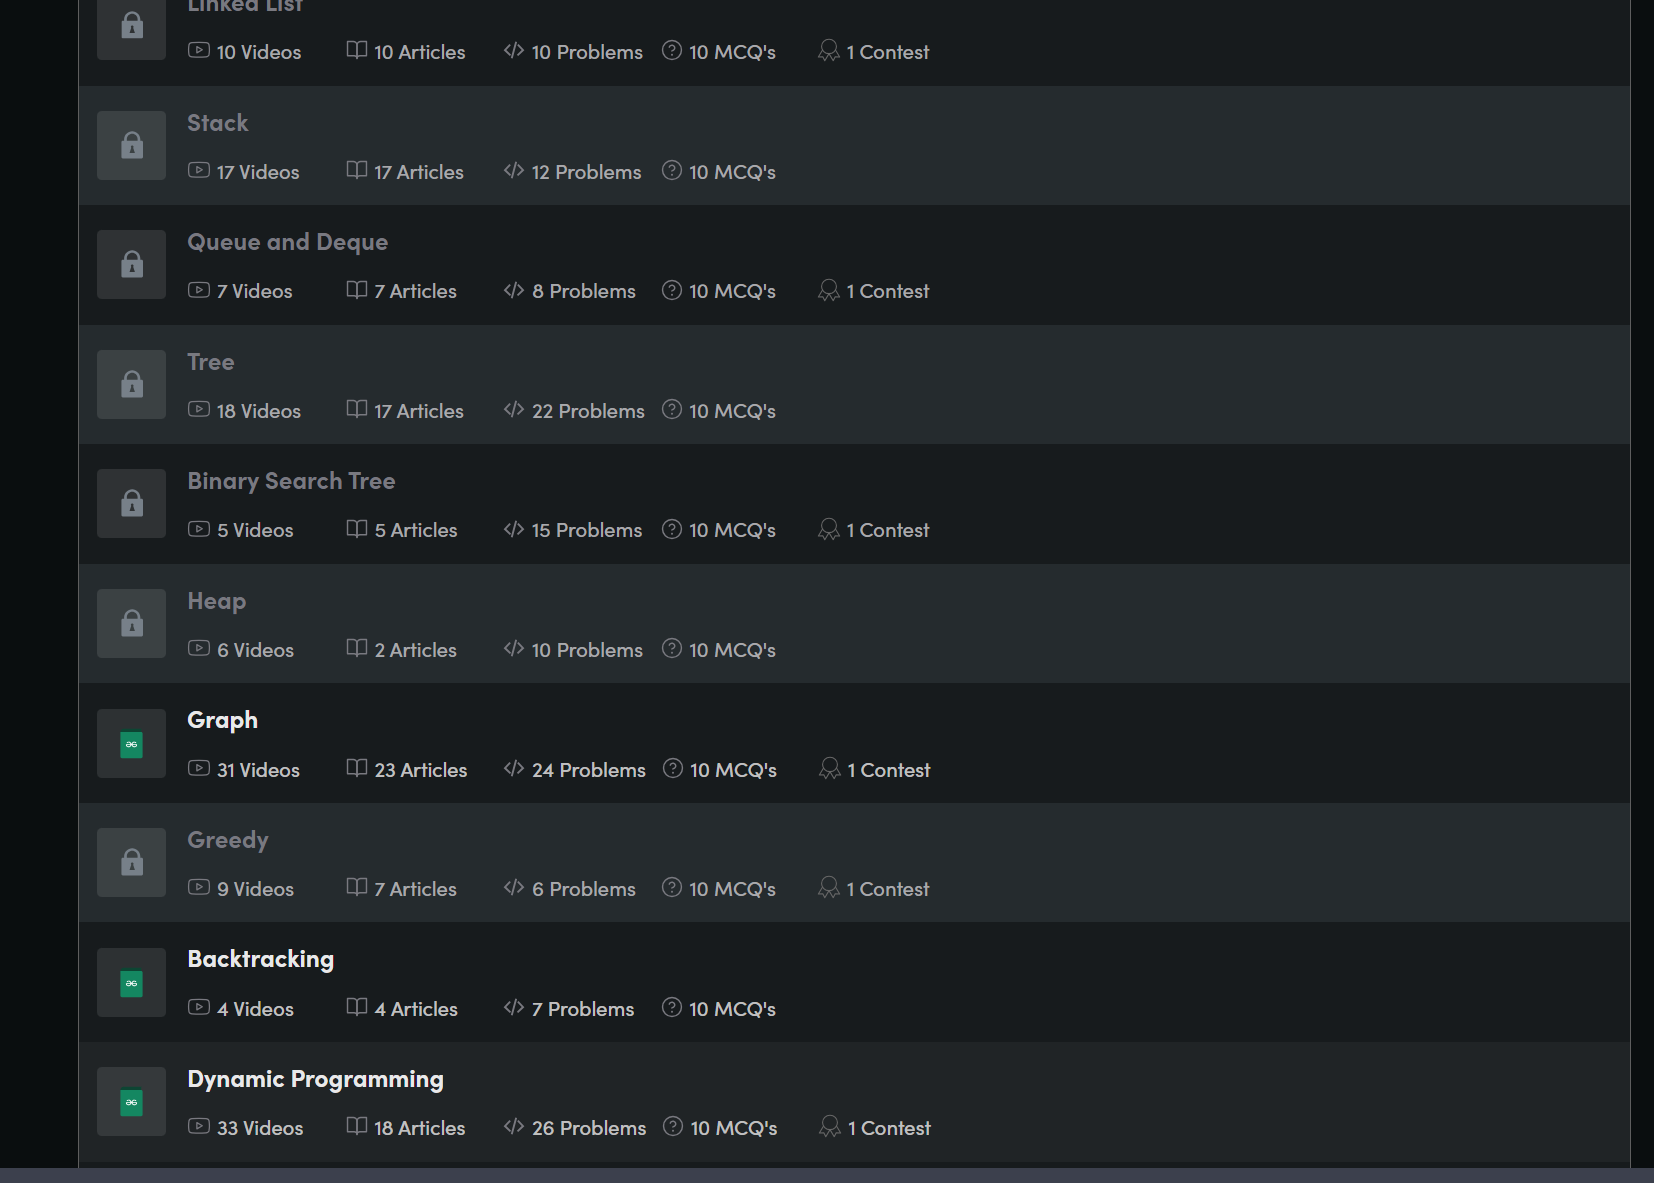 Linked List
10 Videos 10 Articles 10 Problems 10 MCQ's 1 Contest
Stack
17 Videos 17 Articles 12 Problems 10 MCQ's
Queue and Deque
7 Videos 7 Articles 8 Problems 10 MCQ's 1 Contest
Tree
18 Videos 17 Articles 22 Problems 10 MCQ's
Binary Search Tree
5 Videos 5 Articles 15 Problems 10 MCQ's 1 Contest
Heap
6 Videos 2 Articles 10 Problems 10 MCQ's
Graph
31 Videos 23 Articles 24 Problems 10 MCQ's 1 Contest
Greedy
9 Videos 7 Articles 6 Problems 10 MCQ's 1 Contest
Backtracking
4 Videos 4 Articles 7 Problems 10 MCQ's
Dynamic Programming
33 Videos 18 Articles 26 Problems 10 MCQ's 1 Contest